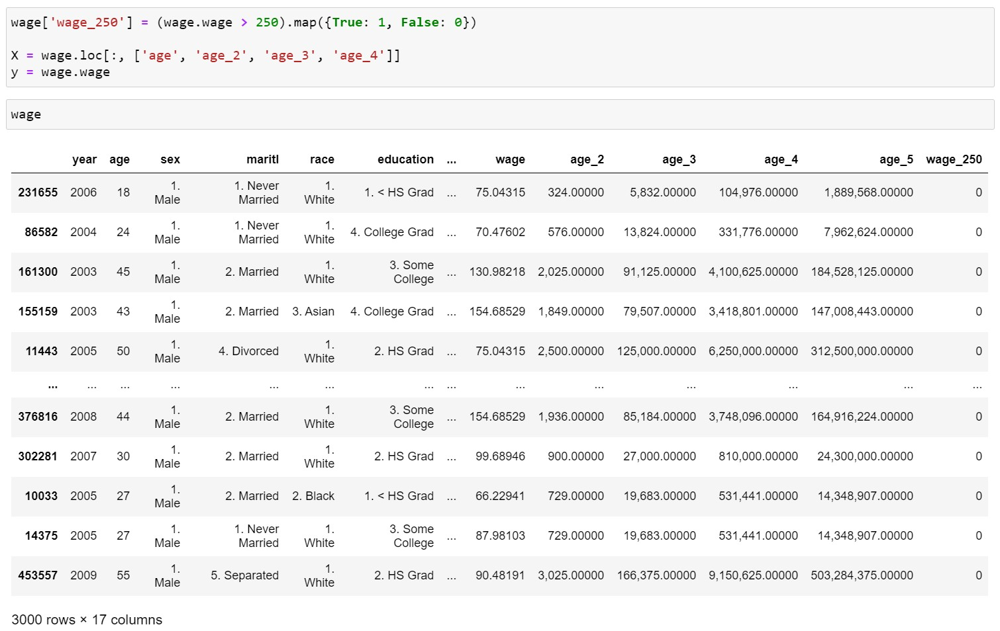 wage['wage_250'] = (wage.wage > 250).map({True: 1, False: 0})
X = wage.loc[:, ['age', 'age_2', 'age_3', 'age_4']]
y = wage.wage
wage
year age sex maritl race education ... wage age_2 age_3 age_4 age_5 wage_250
231655 2006 18 1. Male 1. Never Married 1. White 1. < HS Grad ... 75.04315 324.00000 5,832.00000 104,976.00000 1,889,568.00000 0
86582 2004 24 1. Male 1. Never Married 1. White 4. College Grad ... 70.47602 576.00000 13,824.00000 331,776.00000 7,962,624.00000 0
161300 2003 45 1. Male 2. Married 1. White 3. Some College ... 130.98218 2,025.00000 91,125.00000 4,100,625.00000 184,528,125.00000 0
155159 2003 43 1. Male 2. Married 3. Asian 4. College Grad ... 154.68529 1,849.00000 79,507.00000 3,418,801.00000 147,008,443.00000 0
11443 2005 50 1. Male 4. Divorced 1. White 2. HS Grad ... 75.04315 2,500.00000 125,000.00000 6,250,000.00000 312,500,000.00000 0
... ... ... ... ... ... ... ... ... ... ... ... ... ...
376816 2008 44 1. Male 2. Married 1. White 3. Some College ... 154.68529 1,936.00000 85,184.00000 3,748,096.00000 164,916,224.00000 0
302281 2007 30 1. Male 2. Married 1. White 2. HS Grad ... 99.68946 900.00000 27,000.00000 810,000.00000 24,300,000.00000 0
10033 2005 27 1. Male 2. Married 2. Black 1. < HS Grad ... 66.22941 729.00000 19,683.00000 531,441.00000 14,348,907.00000 0
14375 2005 27 1. Male 1. Never Married 1. White 3. Some College ... 87.98103 729.00000 19,683.00000 531,441.00000 14,348,907.00000 0
453557 2009 55 1. Male 5. Separated 1. White 2. HS Grad ... 90.48191 3,025.00000 166,375.00000 9,150,625.00000 503,284,375.00000 0
3000 rows × 17 columns